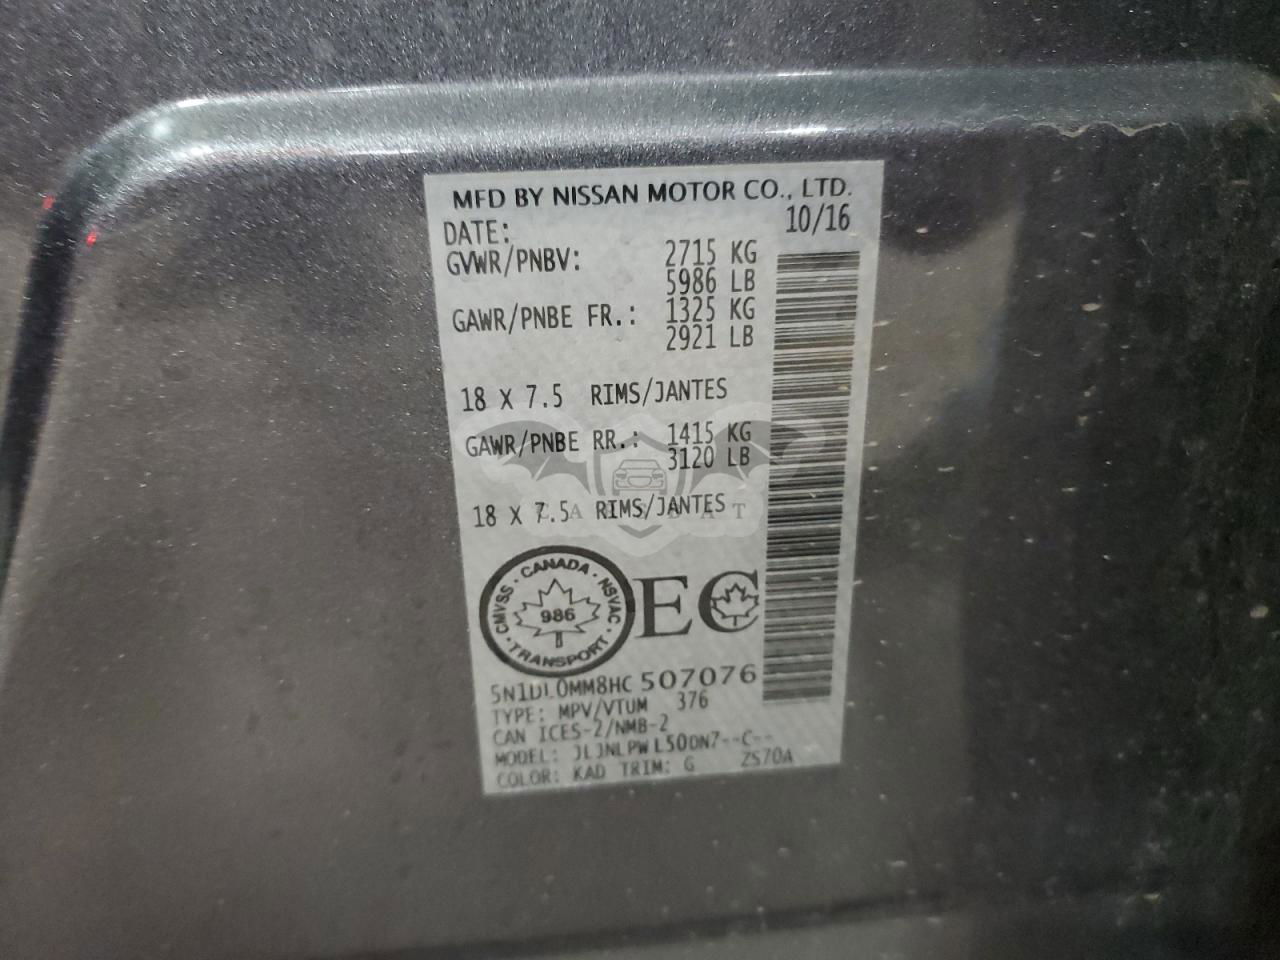 MFD BY NISSAN MOTOR CO., LTD.
DATE: 10/16
GVWR/PNBV: 2715 KG
5986 LB
GAWR/PNBE FR.: 1325 KG
2921 LB
18 X 7.5 RIMS/JANTES
GAWR/PNBE RR.: 1415 KG
3120 LB
18 X 7.5 RIMS/JANTES
CANADA
CMVSS
NSVAC
986
TRANSPORT
EC
5N1DL0MM8HC507076
TYPE: MPV/VTUM 376
CAN ICES-2/NMB-2
MODEL: JLJNLPWL50DN7--C--
COLOR: KAD TRIM: G ZS70A